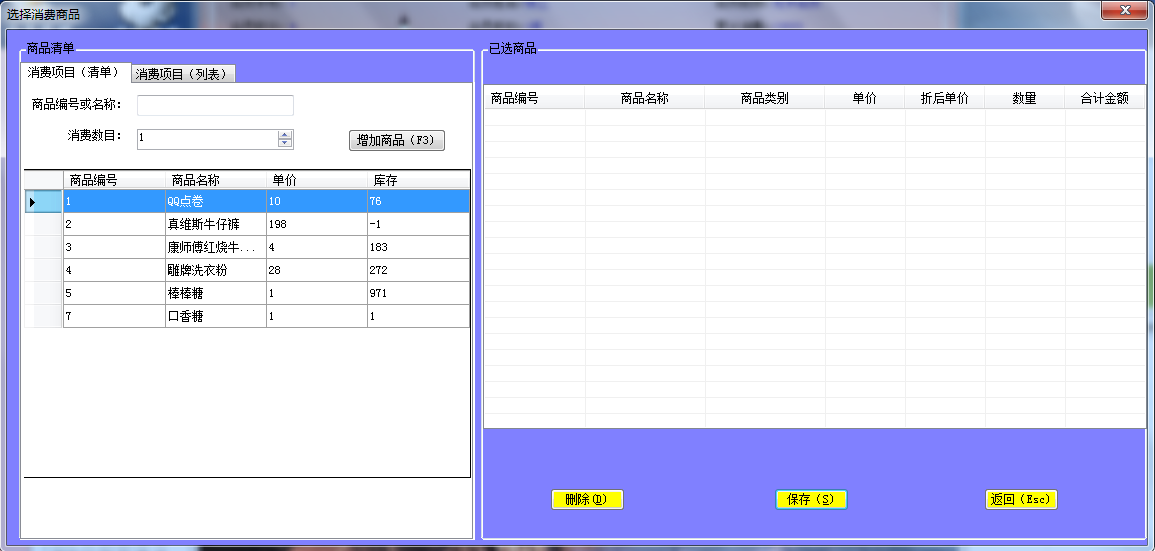 选择消费商品
商品清单
消费项目（清单）
消费项目（列表）
商品编号或名称:
消费数目:
1
增加商品（F3）
商品编号 商品名称 单价 库存
1 QQ点卷 10 76
2 真维斯牛仔裤 198 -1
3 康师傅红烧牛... 4 183
4 雕牌洗衣粉 28 272
5 棒棒糖 1 971
7 口香糖 1 1
已选商品
商品编号 商品名称 商品类别 单价 折后单价 数量 合计金额
删除(D)
保存（S）
返回（Esc）